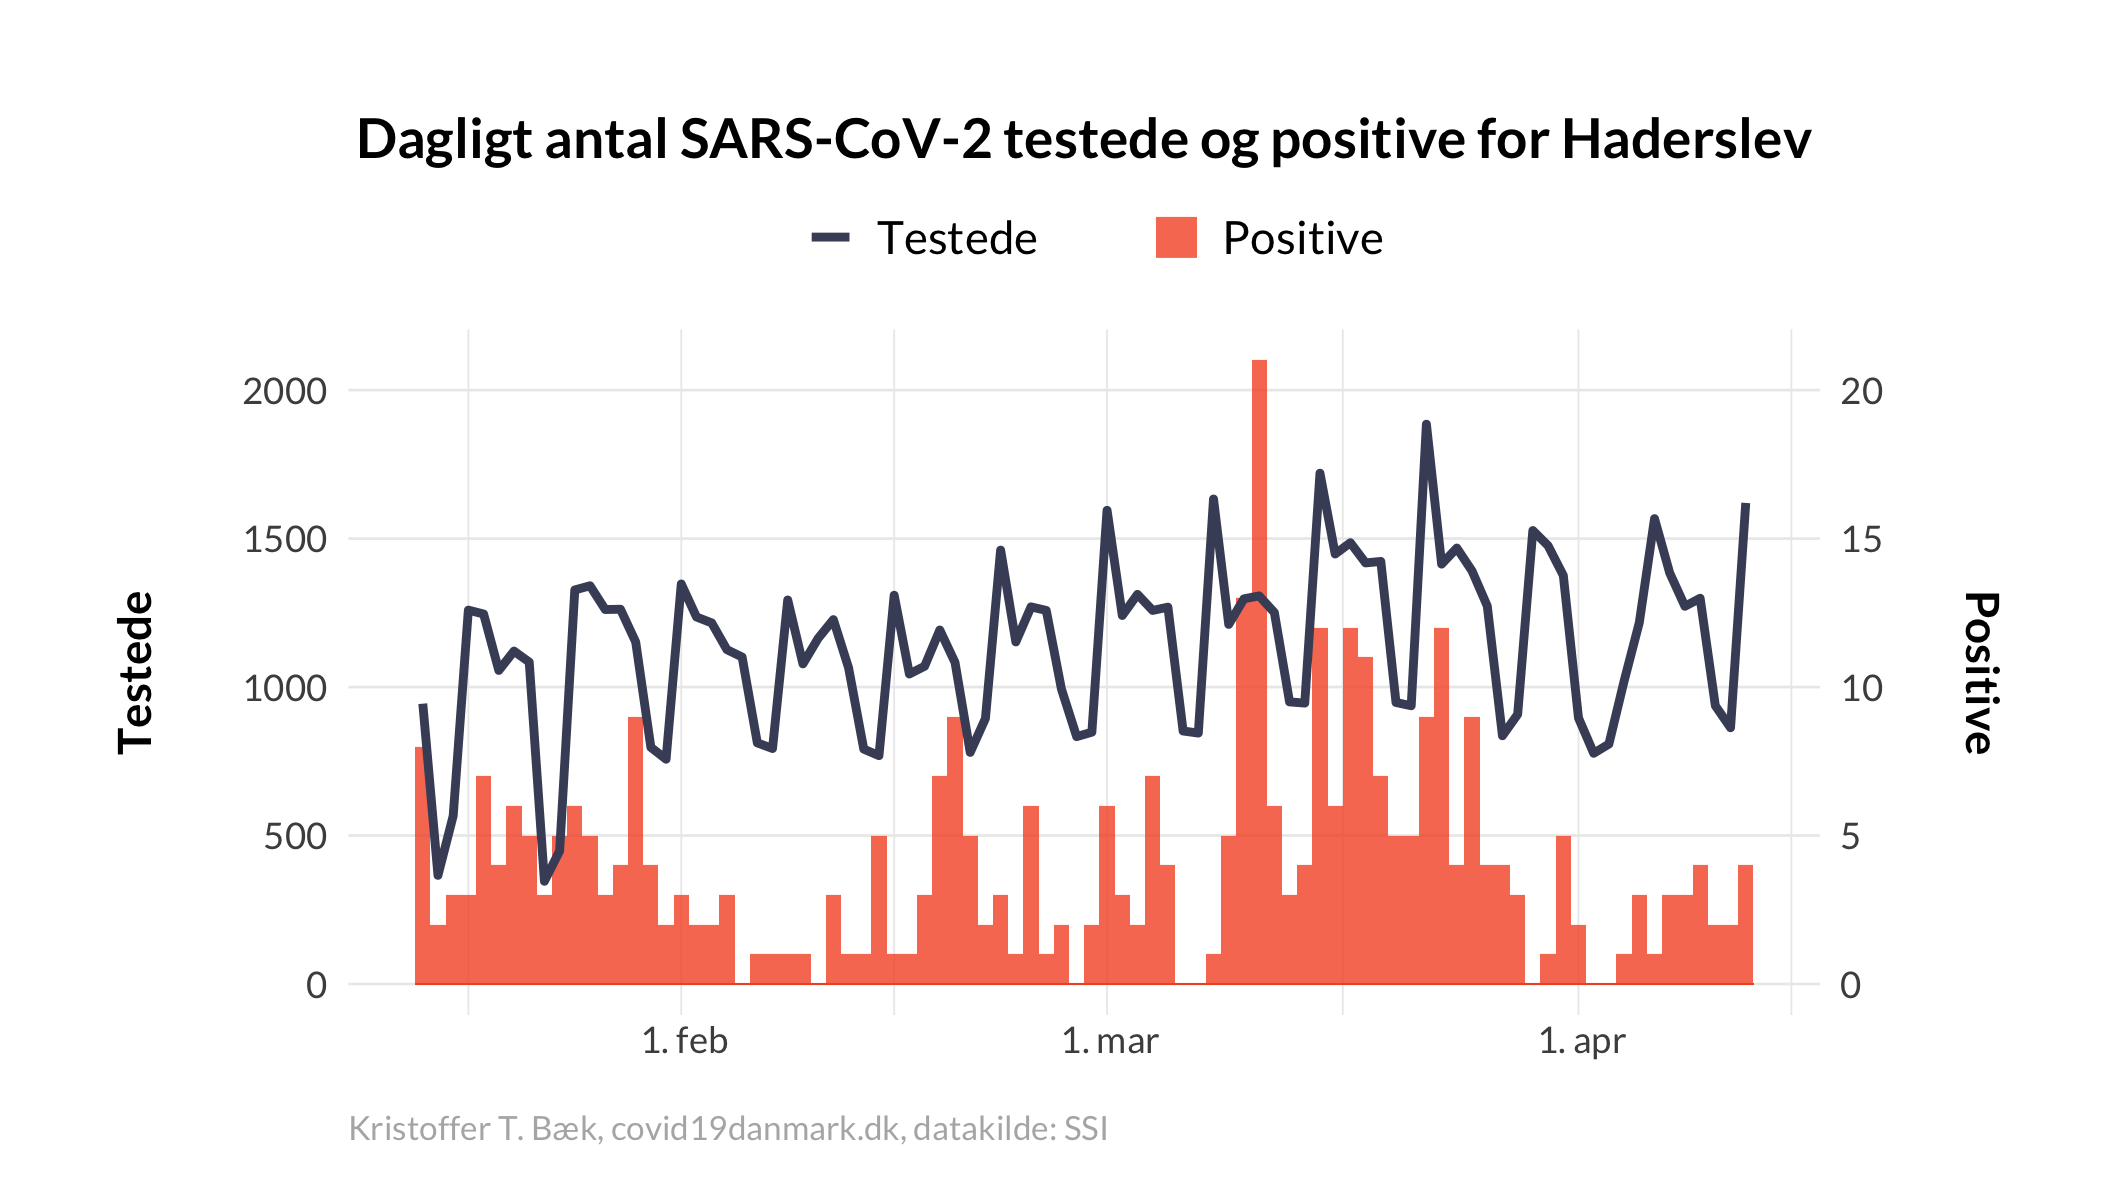 Dagligt antal SARS-CoV-2 testede og positive for Haderslev
Testede Positive
2000 20
1500 15
1000 10
500 5
0 0
Testede
Positive
1. feb 1. mar 1. apr
Kristoffer T. Bæk, covid19danmark.dk, datakilde: SSI